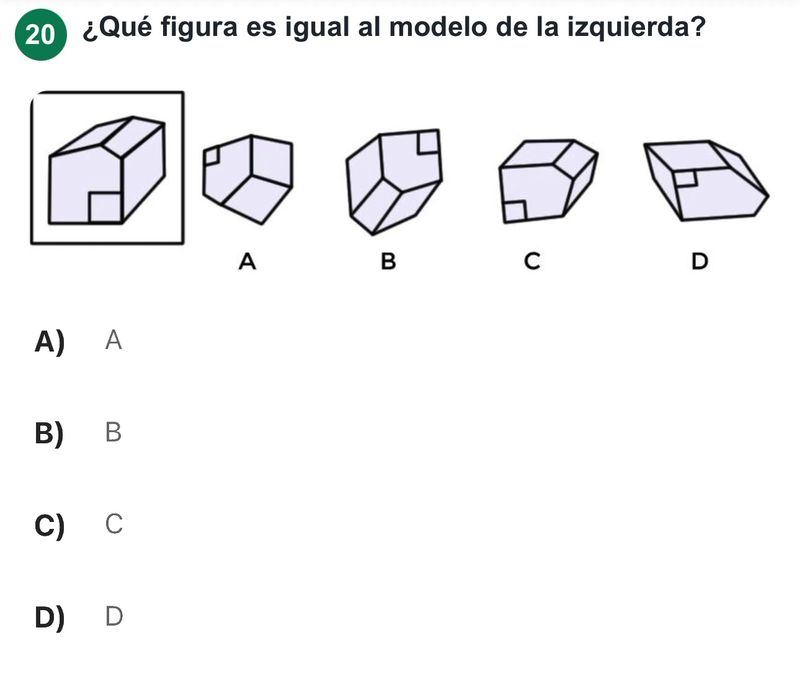 20 ¿Qué figura es igual al modelo de la izquierda?
A B C D
A) A
B) B
C) C
D) D